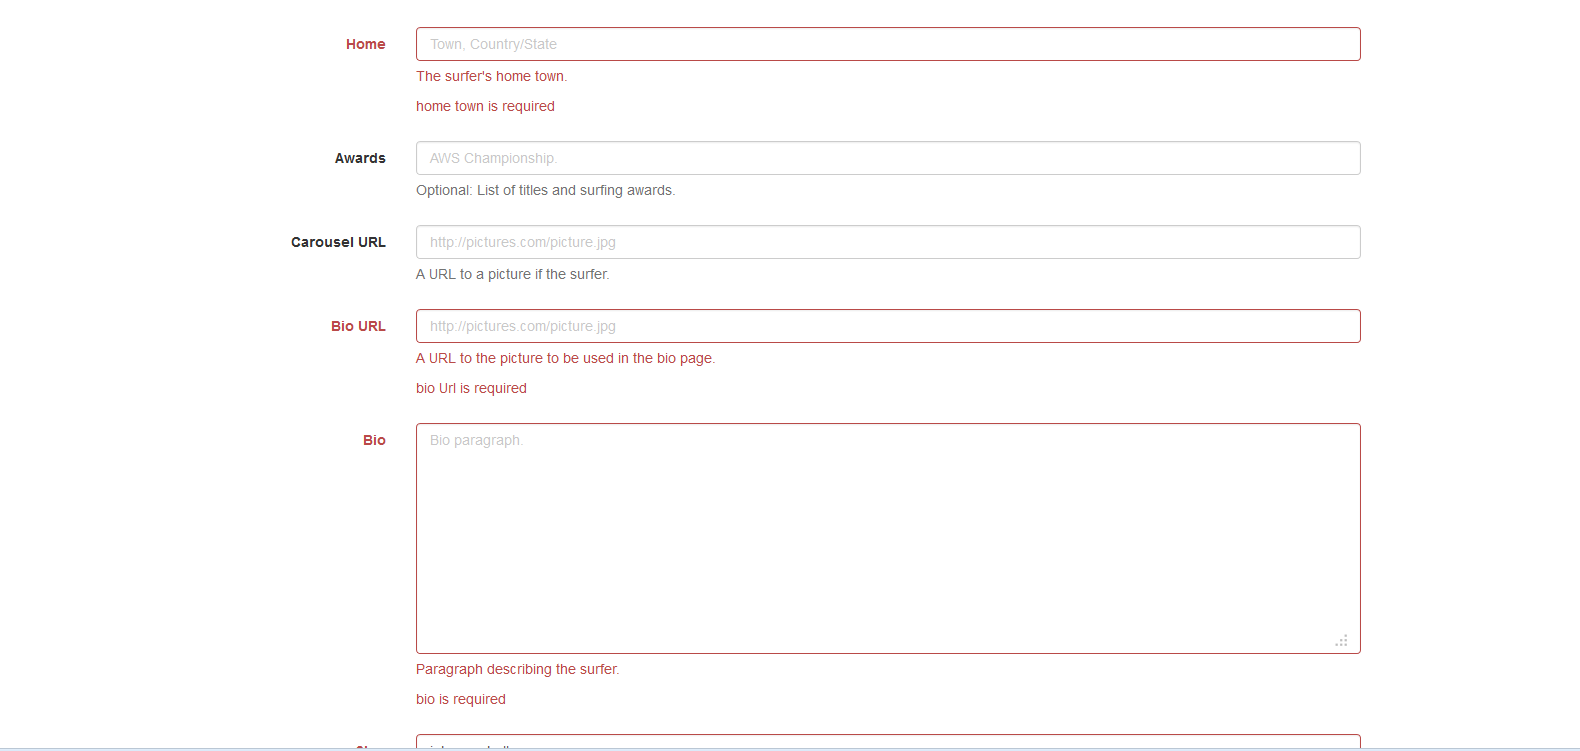 Home
Town, Country/State
The surfer's home town.
home town is required
Awards
AWS Championship.
Optional: List of titles and surfing awards.
Carousel URL
http://pictures.com/picture.jpg
A URL to a picture if the surfer.
Bio URL
http://pictures.com/picture.jpg
A URL to the picture to be used in the bio page.
bio Url is required
Bio
Bio paragraph.
Paragraph describing the surfer.
bio is required